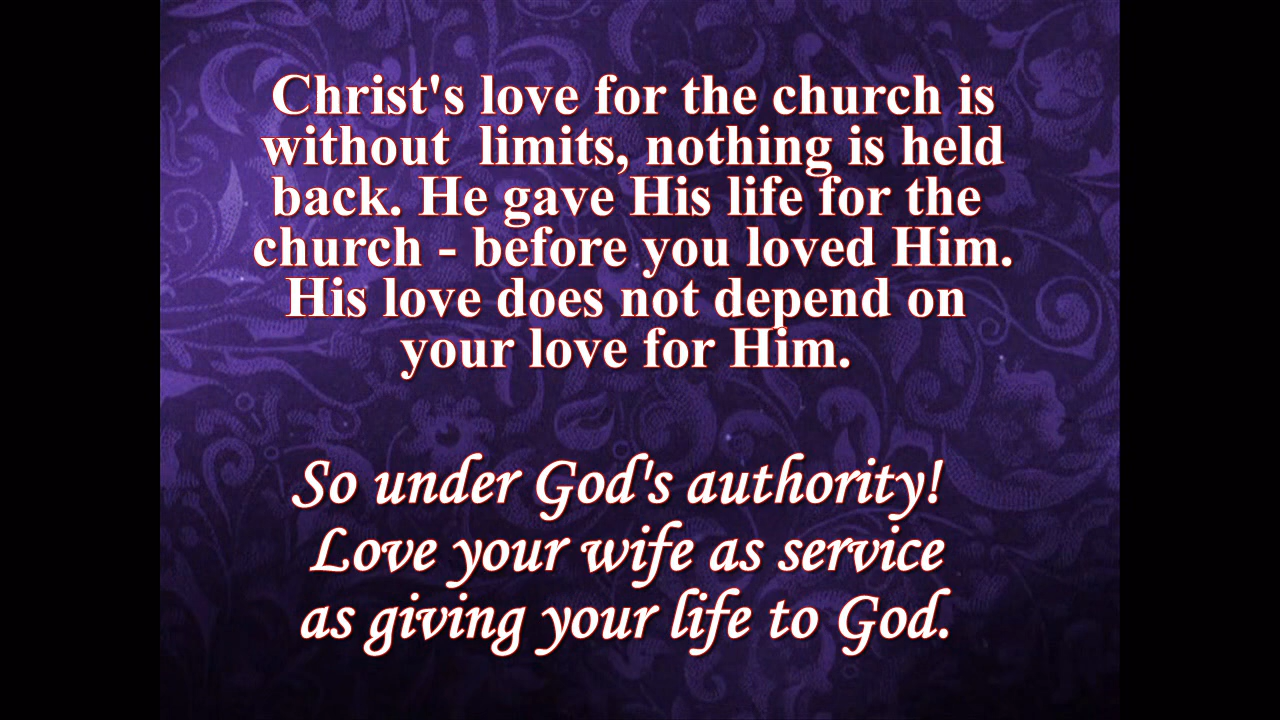 Christ's love for the church is
without  limits, nothing is held
back. He gave His life for the
church - before you loved Him.
His love does not depend on
your love for Him.
So under God's authority!
Love your wife as service
as giving your life to God.